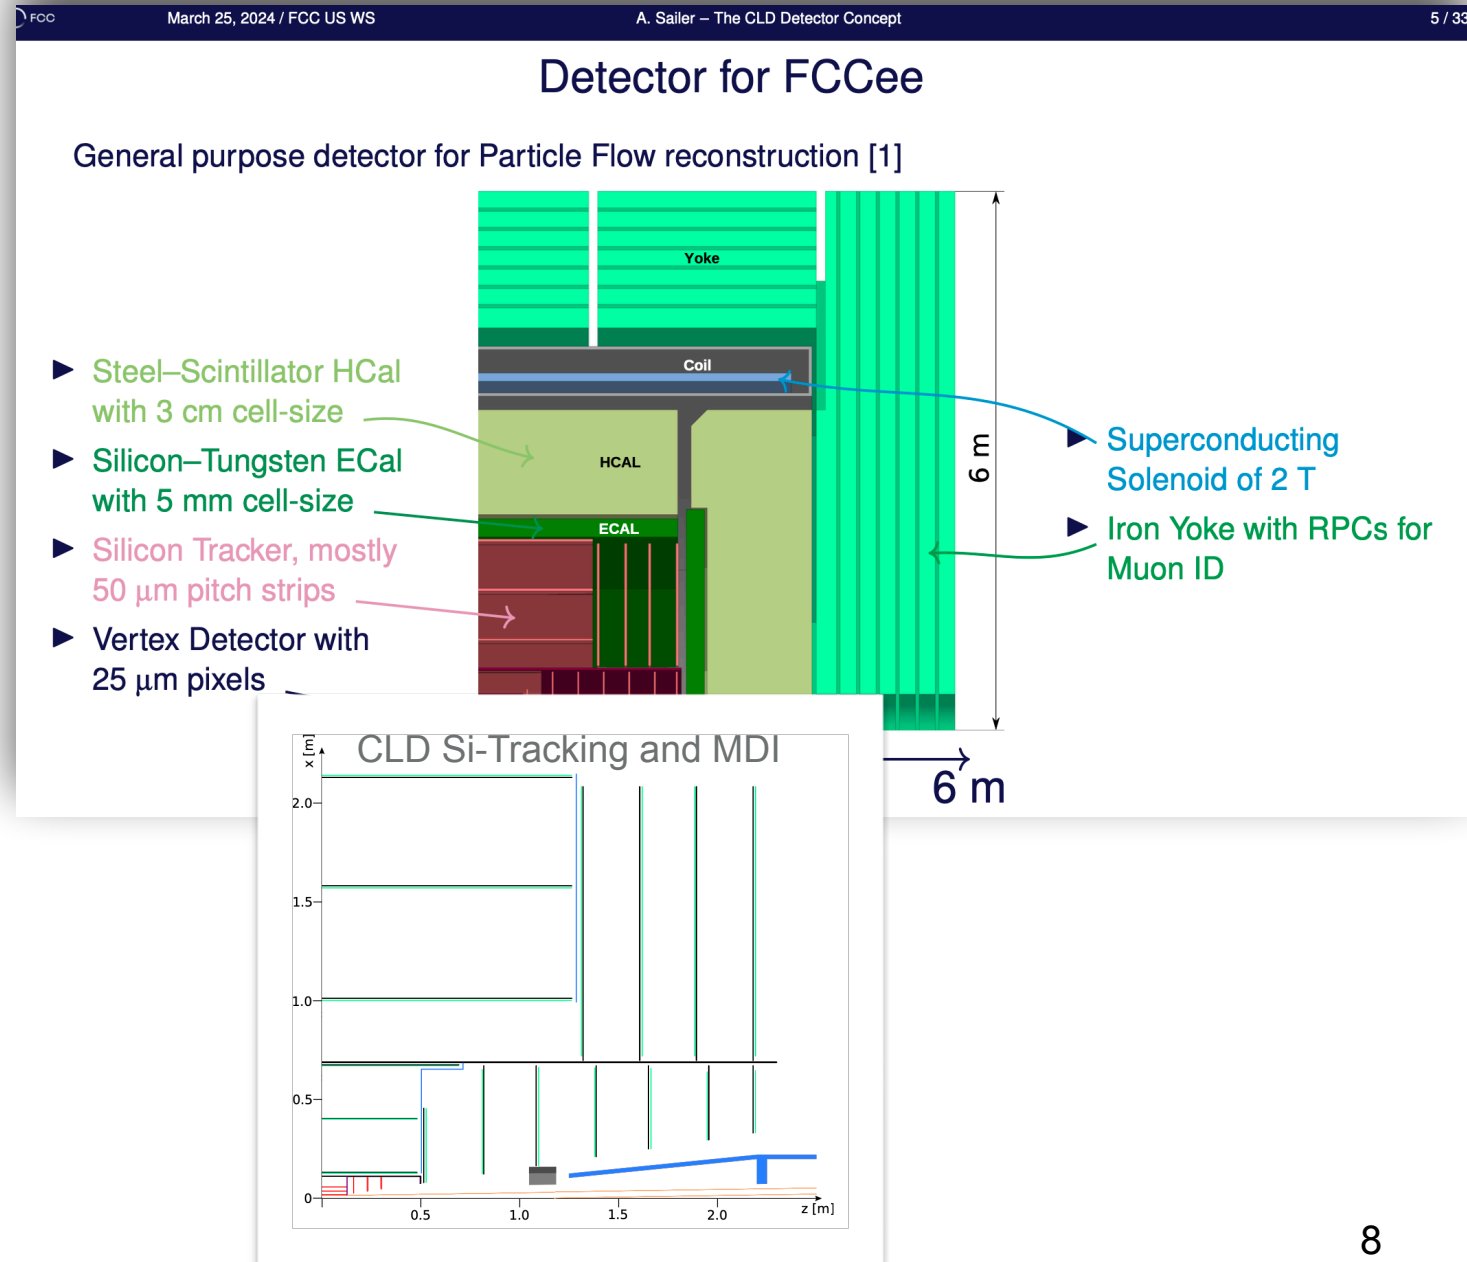 FCC
March 25, 2024 / FCC US WS
A. Sailer – The CLD Detector Concept
5 / 33
Detector for FCCee
General purpose detector for Particle Flow reconstruction [1]
Yoke
Coil
HCAL
ECAL
6 m
Steel–Scintillator HCal
with 3 cm cell-size
Silicon–Tungsten ECal
with 5 mm cell-size
Silicon Tracker, mostly
50 μm pitch strips
Vertex Detector with
25 μm pixels
Superconducting
Solenoid of 2 T
Iron Yoke with RPCs for
Muon ID
6 m
CLD Si-Tracking and MDI
x [m]
2.0
1.5
1.0
0.5
0
0.5
1.0
1.5
2.0
z [m]
8